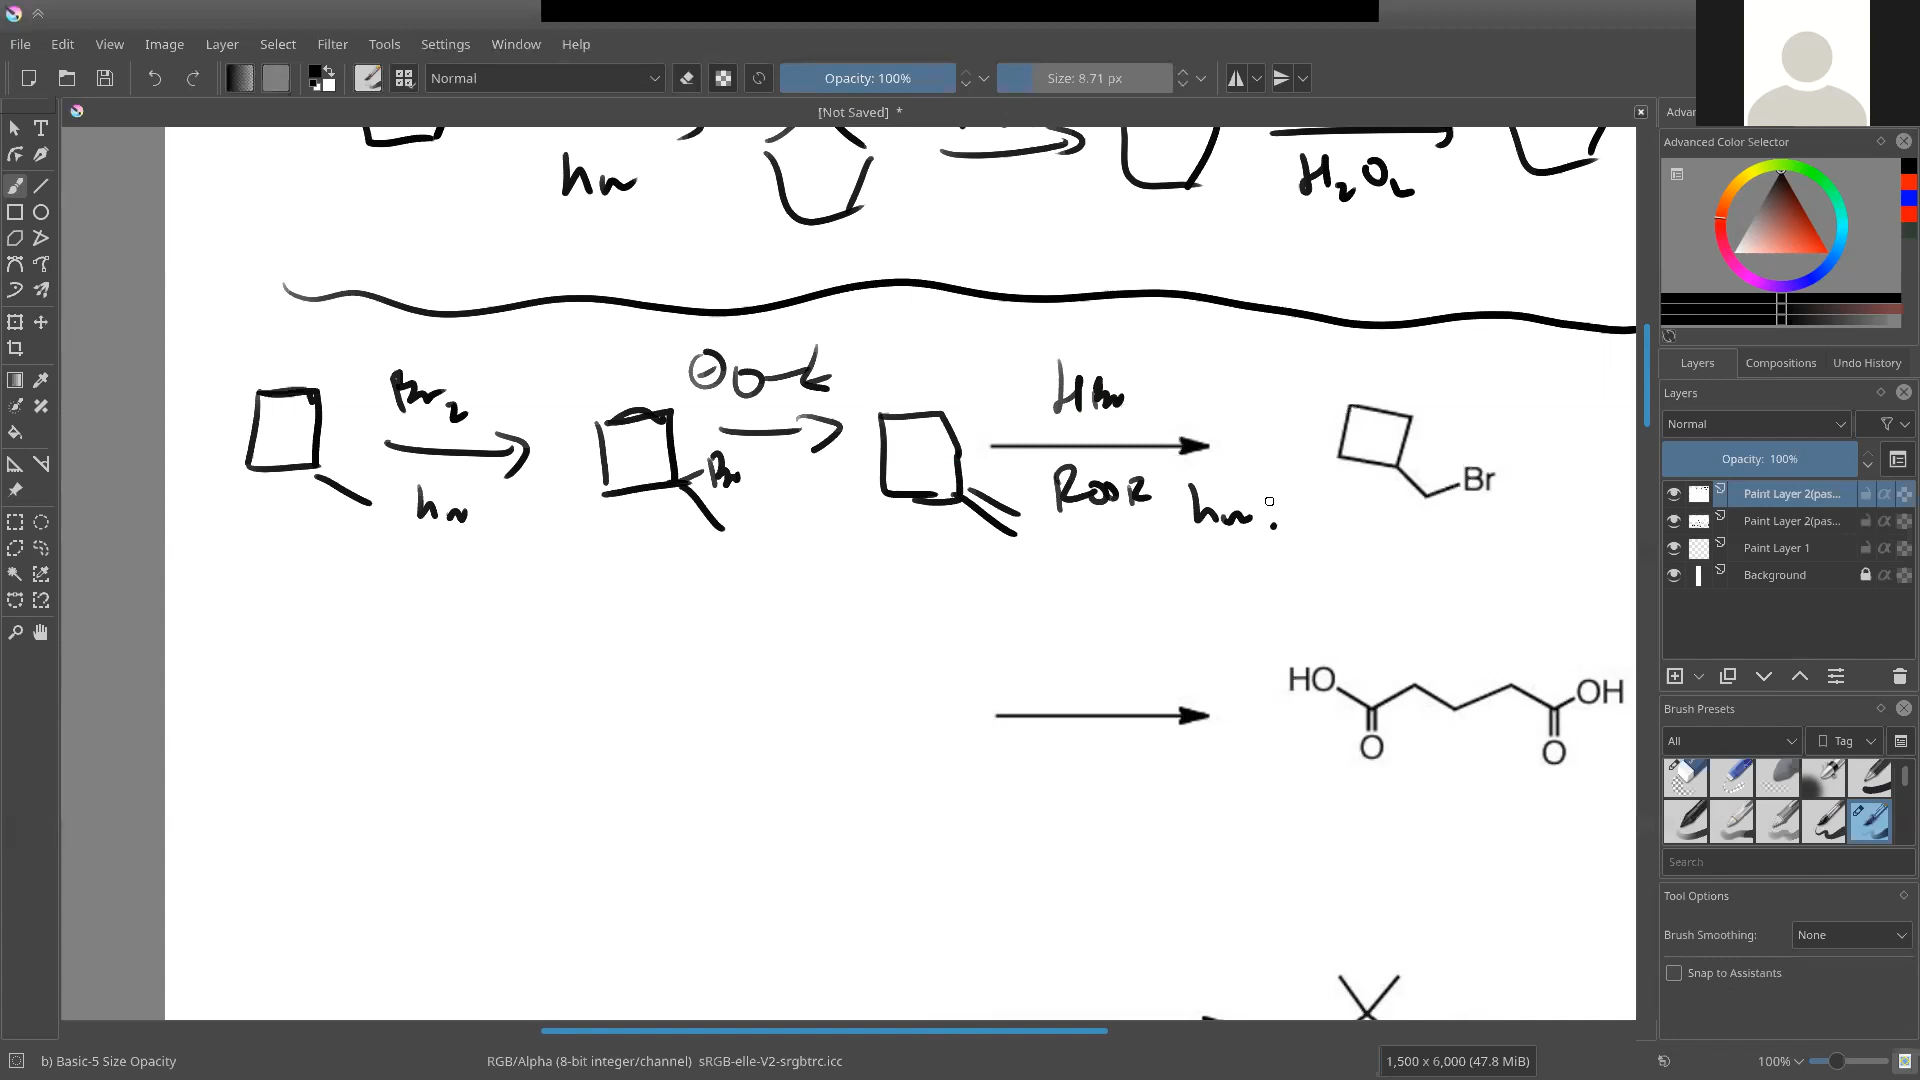 File Edit View Image Layer Select Filter Tools Settings Window Help
Normal
Opacity: 100%
Size: 8.71 px
[Not Saved] *
Advan
Advanced Color Selector
Layers Compositions Undo History
Layers
Normal
Opacity: 100%
Paint Layer 2(pas...
Paint Layer 2(pas...
Paint Layer 1
Background
Brush Presets
All
Tag
Search
Tool Options
Brush Smoothing: None
Snap to Assistants
hν
H2O2
Br2
hν
Br
⊖O
HBr
ROOR hν:
Br
HO
OH
O
O
b) Basic-5 Size Opacity
RGB/Alpha (8-bit integer/channel) sRGB-elle-V2-srgbtrc.icc
1,500 x 6,000 (47.8 MiB)
100%